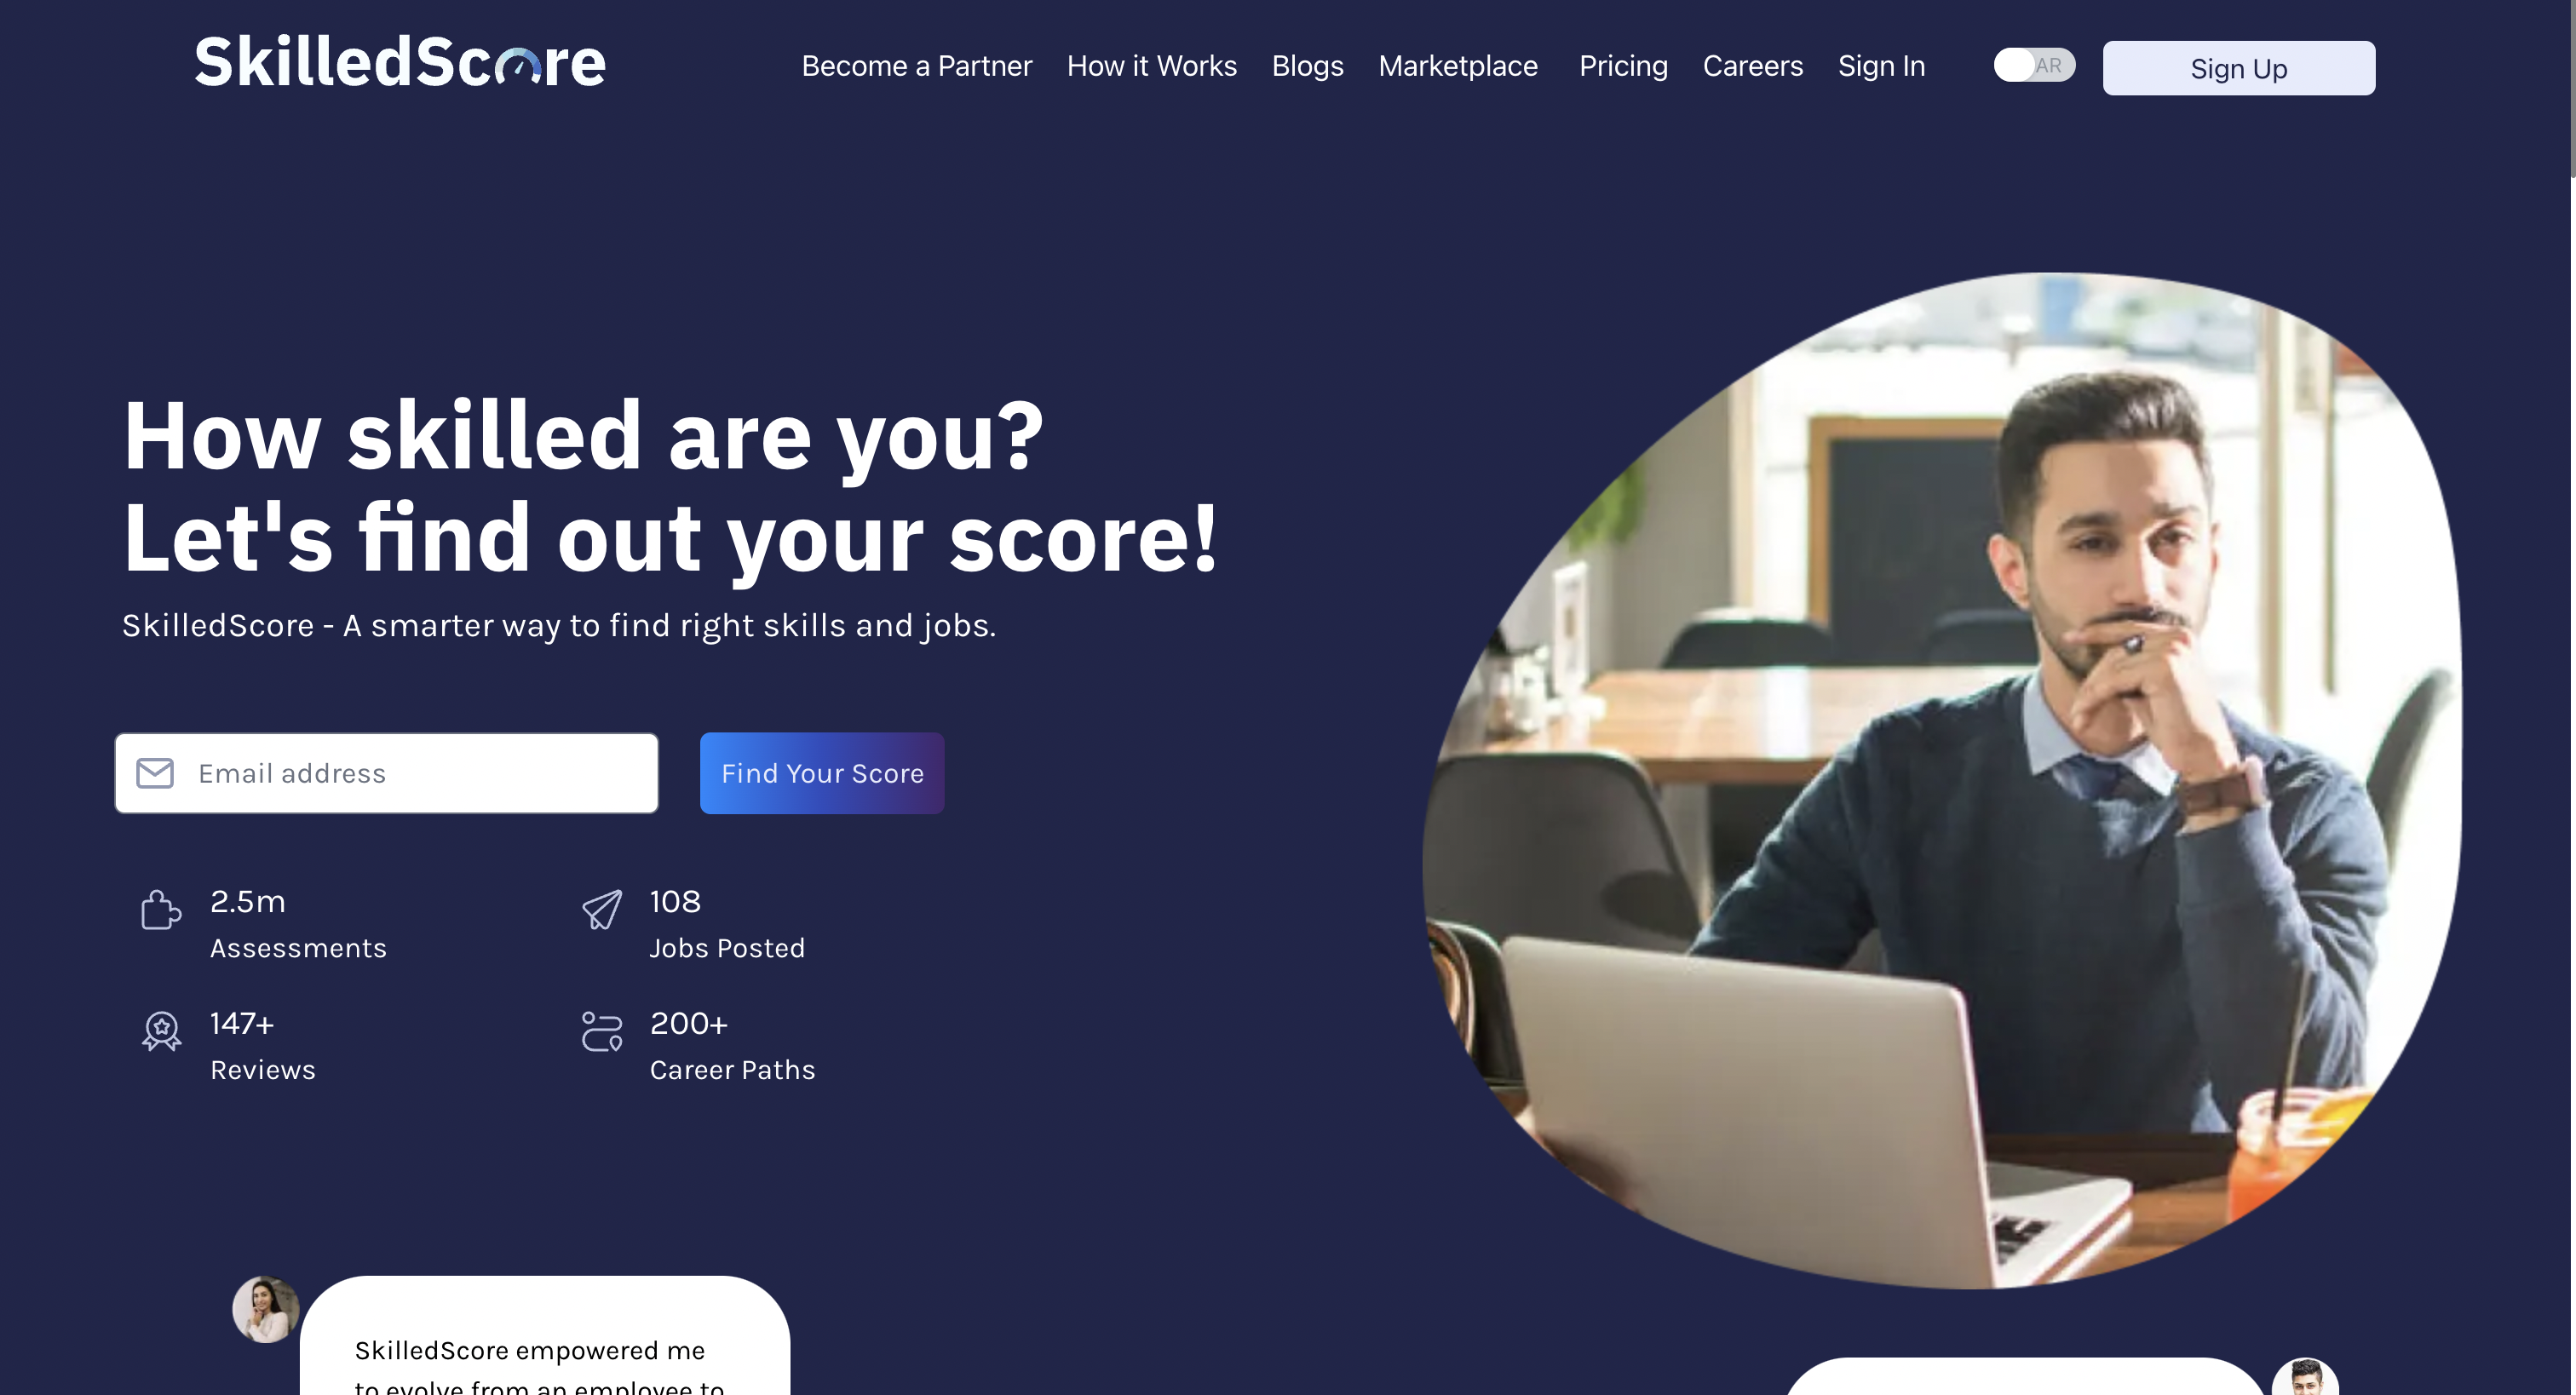 SkilledScore
Become a Partner
How it Works
Blogs
Marketplace
Pricing
Careers
Sign In
AR
Sign Up
How skilled are you?
Let's find out your score!
SkilledScore - A smarter way to find right skills and jobs.
Email address
Find Your Score
2.5m
Assessments
108
Jobs Posted
147+
Reviews
200+
Career Paths
SkilledScore empowered me
to evolve from an employee to